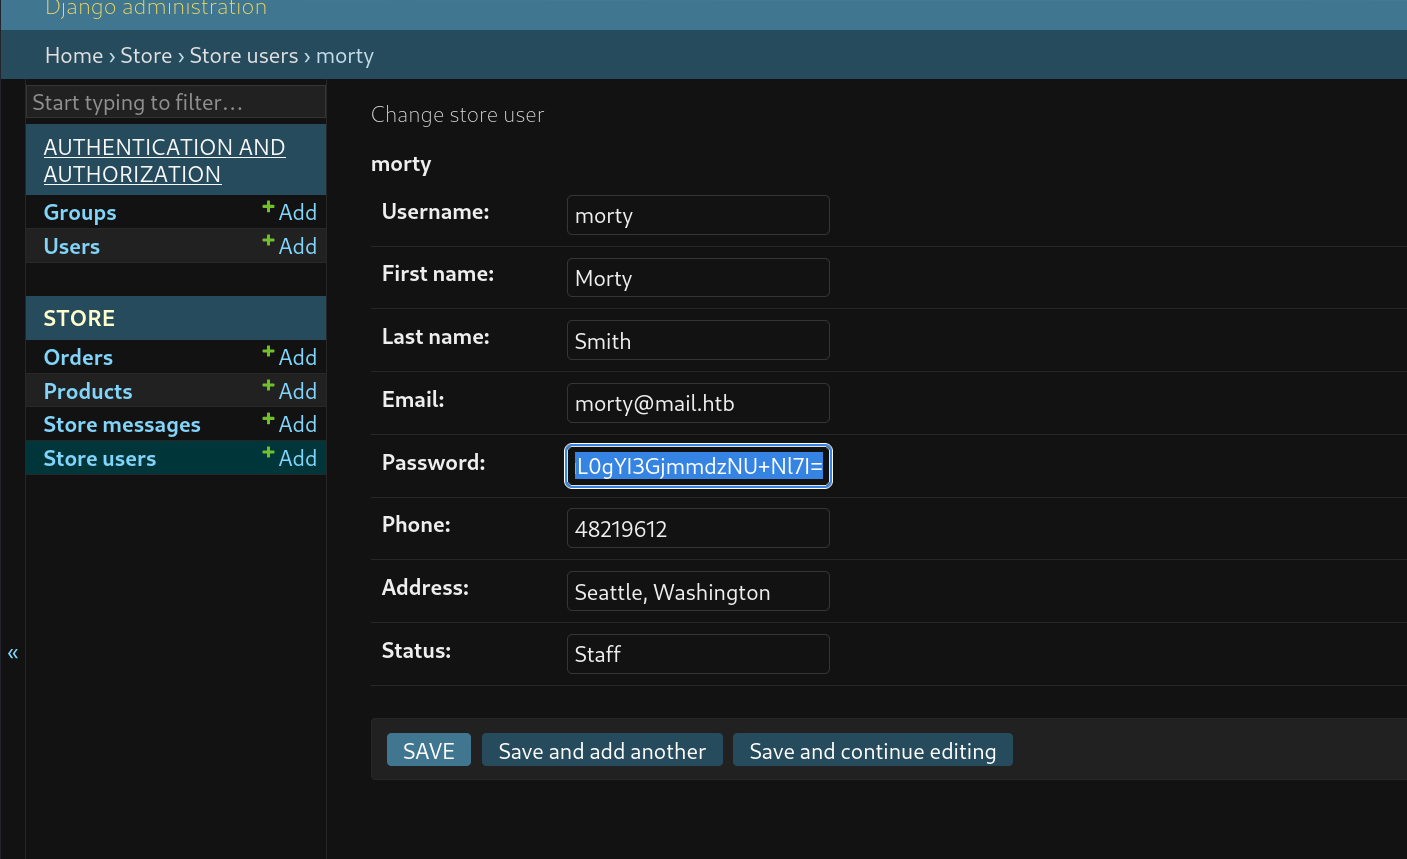 Django administration
Home › Store › Store users › morty
Start typing to filter...
AUTHENTICATION AND
AUTHORIZATION
Groups + Add
Users + Add
STORE
Orders + Add
Products + Add
Store messages + Add
Store users + Add
«
Change store user
morty
Username: morty
First name: Morty
Last name: Smith
Email: morty@mail.htb
Password: L0gYI3GjmmdzNU+Nl7I=
Phone: 48219612
Address: Seattle, Washington
Status: Staff
SAVE Save and add another Save and continue editing